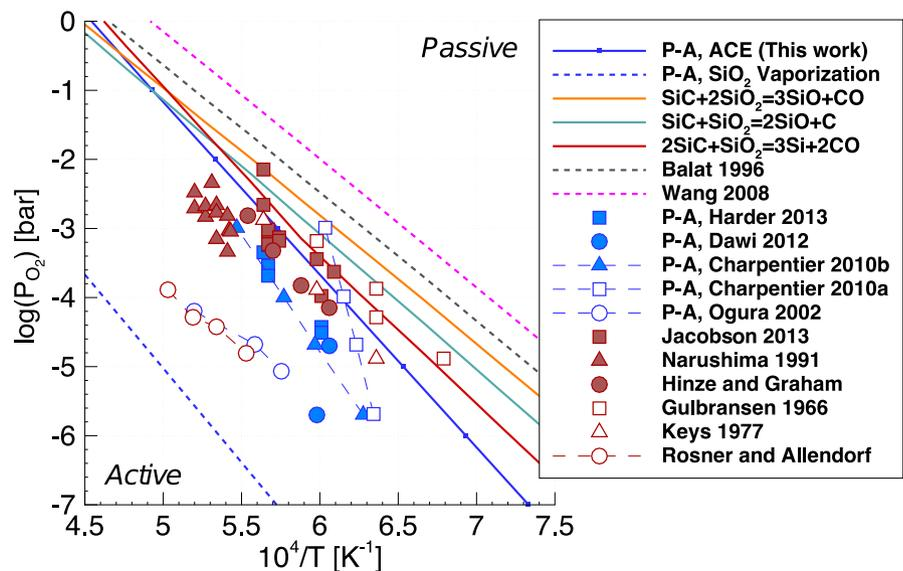 0
-1
-2
-3
-4
-5
-6
-7
log(P_O₂) [bar]
Passive
Active
4.5 5 5.5 6 6.5 7 7.5
10⁴/T [K⁻¹]
P-A, ACE (This work)
P-A, SiO₂ Vaporization
SiC+2SiO₂=3SiO+CO
SiC+SiO₂=2SiO+C
2SiC+SiO₂=3Si+2CO
Balat 1996
Wang 2008
P-A, Harder 2013
P-A, Dawi 2012
P-A, Charpentier 2010b
P-A, Charpentier 2010a
P-A, Ogura 2002
Jacobson 2013
Narushima 1991
Hinze and Graham
Gulbransen 1966
Keys 1977
Rosner and Allendorf